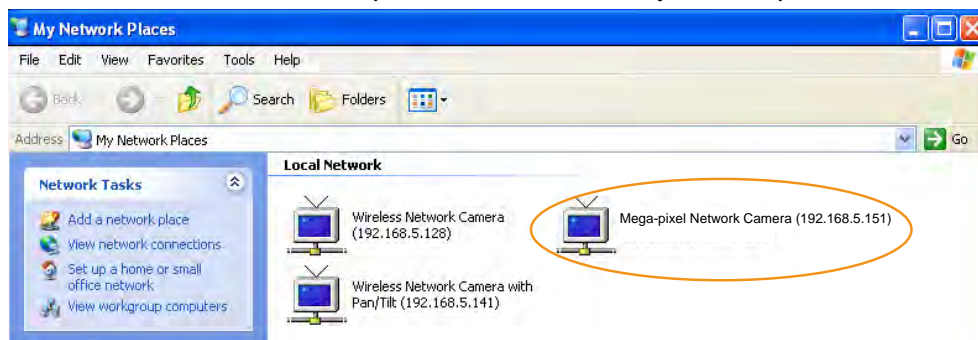 My Network Places
File Edit View Favorites Tools Help
Back Search Folders
Address My Network Places Go
Network Tasks
Add a network place
View network connections
Set up a home or small
office network
View workgroup computers
Local Network
Wireless Network Camera
(192.168.5.128)
Mega-pixel Network Camera (192.168.5.151)
Wireless Network Camera with
Pan/Tilt (192.168.5.141)